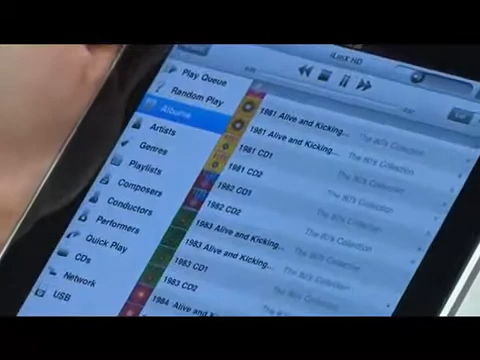 iLinX HD
Play Queue
Random Play
Albums
Artists
Genres
Playlists
Composers
Conductors
Performers
Quick Play
CDs
Network
USB
1981 Alive and Kicking...
The 80's Collection
1981 Alive and Kicking...
The 80's Collection
1981 CD1
The 80's Collection
1981 CD2
The 80's Collection
1982 CD1
The 80's Collection
1982 CD2
The 80's Collection
1983 Alive and Kicking...
The 80's Collection
1983 Alive and Kicking...
The 80's Collection
1983 CD1
The 80's Collection
1983 CD2
The 80's Collection
1984 Alive and